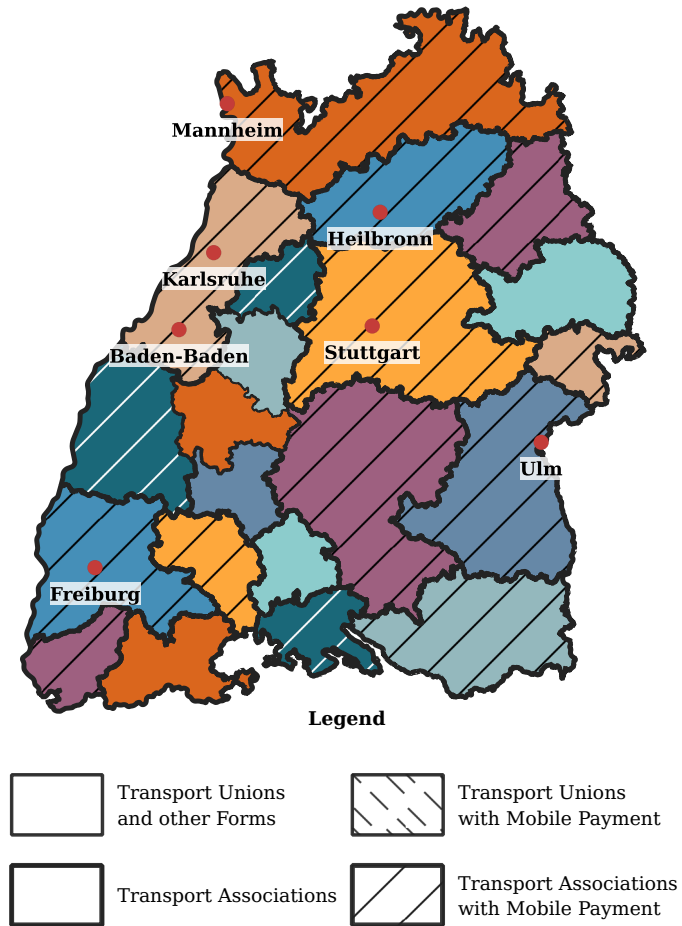 Mannheim
Heilbronn
Karlsruhe
Baden-Baden
Stuttgart
Ulm
Freiburg
Legend
Transport Unions
and other Forms
Transport Unions
with Mobile Payment
Transport Associations
Transport Associations
with Mobile Payment